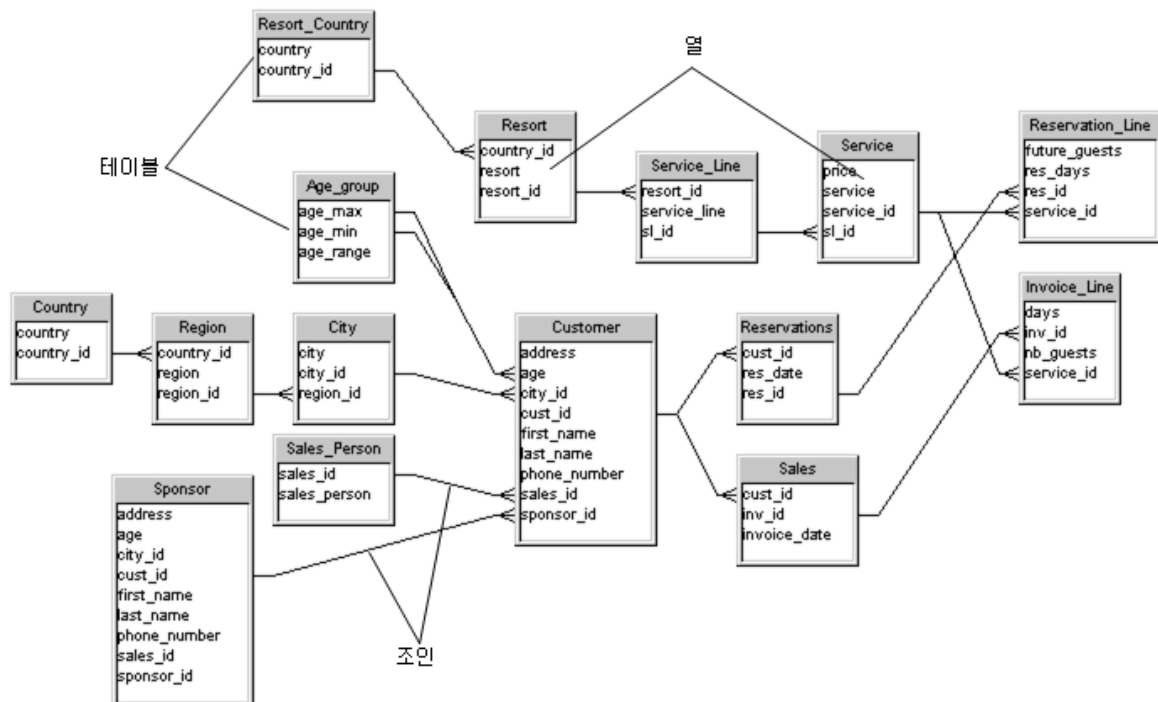 Resort_Country
country
country_id
열
테이블
Resort
country_id
resort
resort_id
Age_group
age_max
age_min
age_range
Service_Line
resort_id
service_line
sl_id
Service
price
service
service_id
sl_id
Reservation_Line
future_guests
res_days
res_id
service_id
Country
country
country_id
Region
country_id
region
region_id
City
city
city_id
region_id
Customer
address
age
city_id
cust_id
first_name
last_name
phone_number
sales_id
sponsor_id
Reservations
cust_id
res_date
res_id
Invoice_Line
days
inv_id
nb_guests
service_id
Sales_Person
sales_id
sales_person
Sales
cust_id
inv_id
invoice_date
Sponsor
address
age
city_id
cust_id
first_name
last_name
phone_number
sales_id
sponsor_id
조인